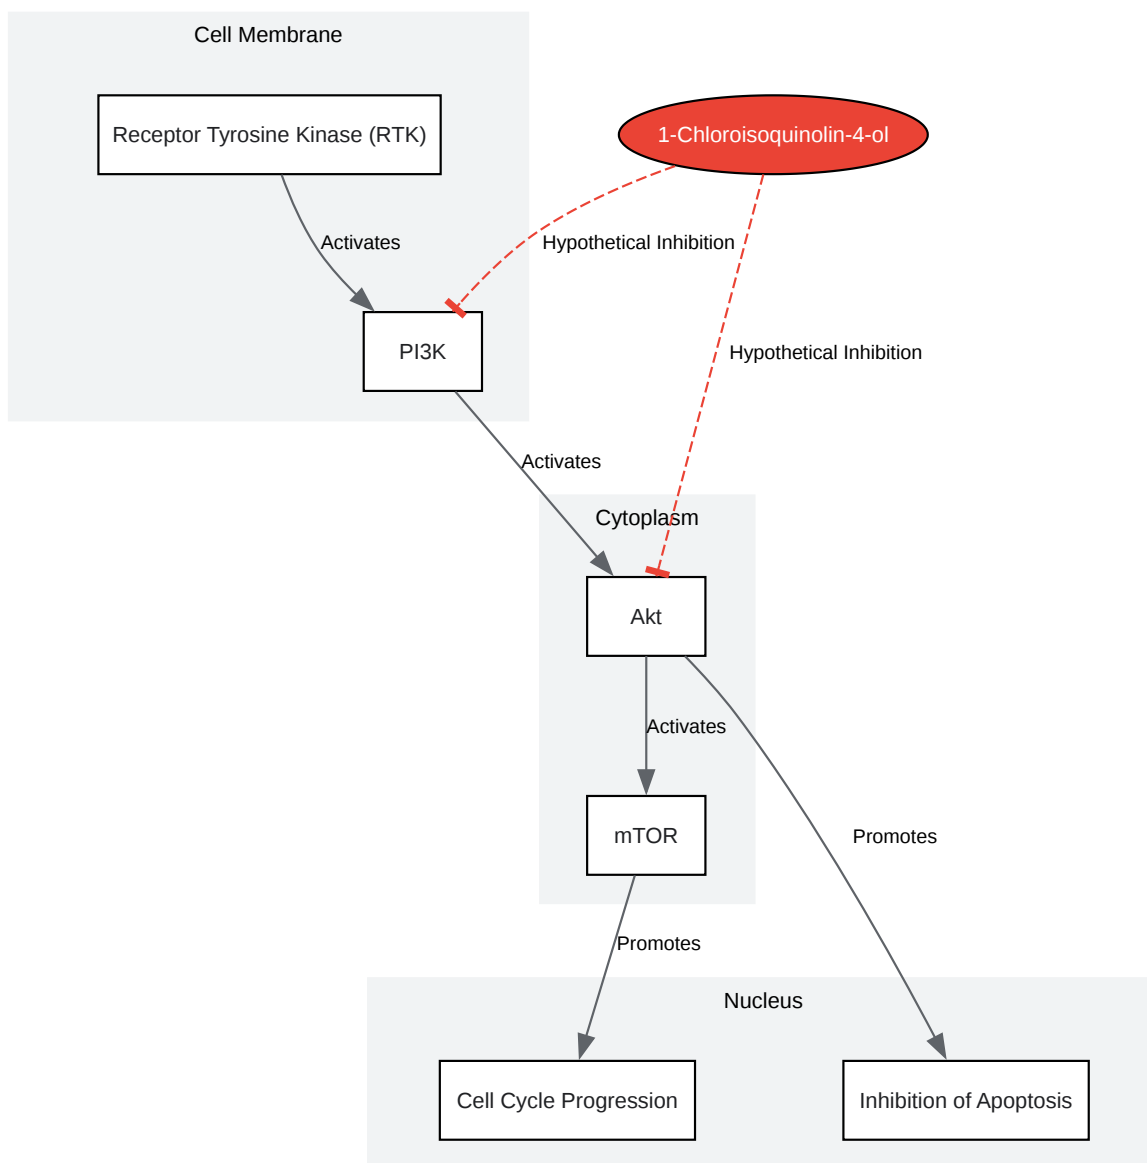 Cell Membrane
Receptor Tyrosine Kinase (RTK)
1-Chloroisoquinolin-4-ol
Activates
Hypothetical Inhibition
PI3K
Hypothetical Inhibition
Activates
Cytoplasm
Akt
Activates
mTOR
Promotes
Promotes
Nucleus
Cell Cycle Progression
Inhibition of Apoptosis